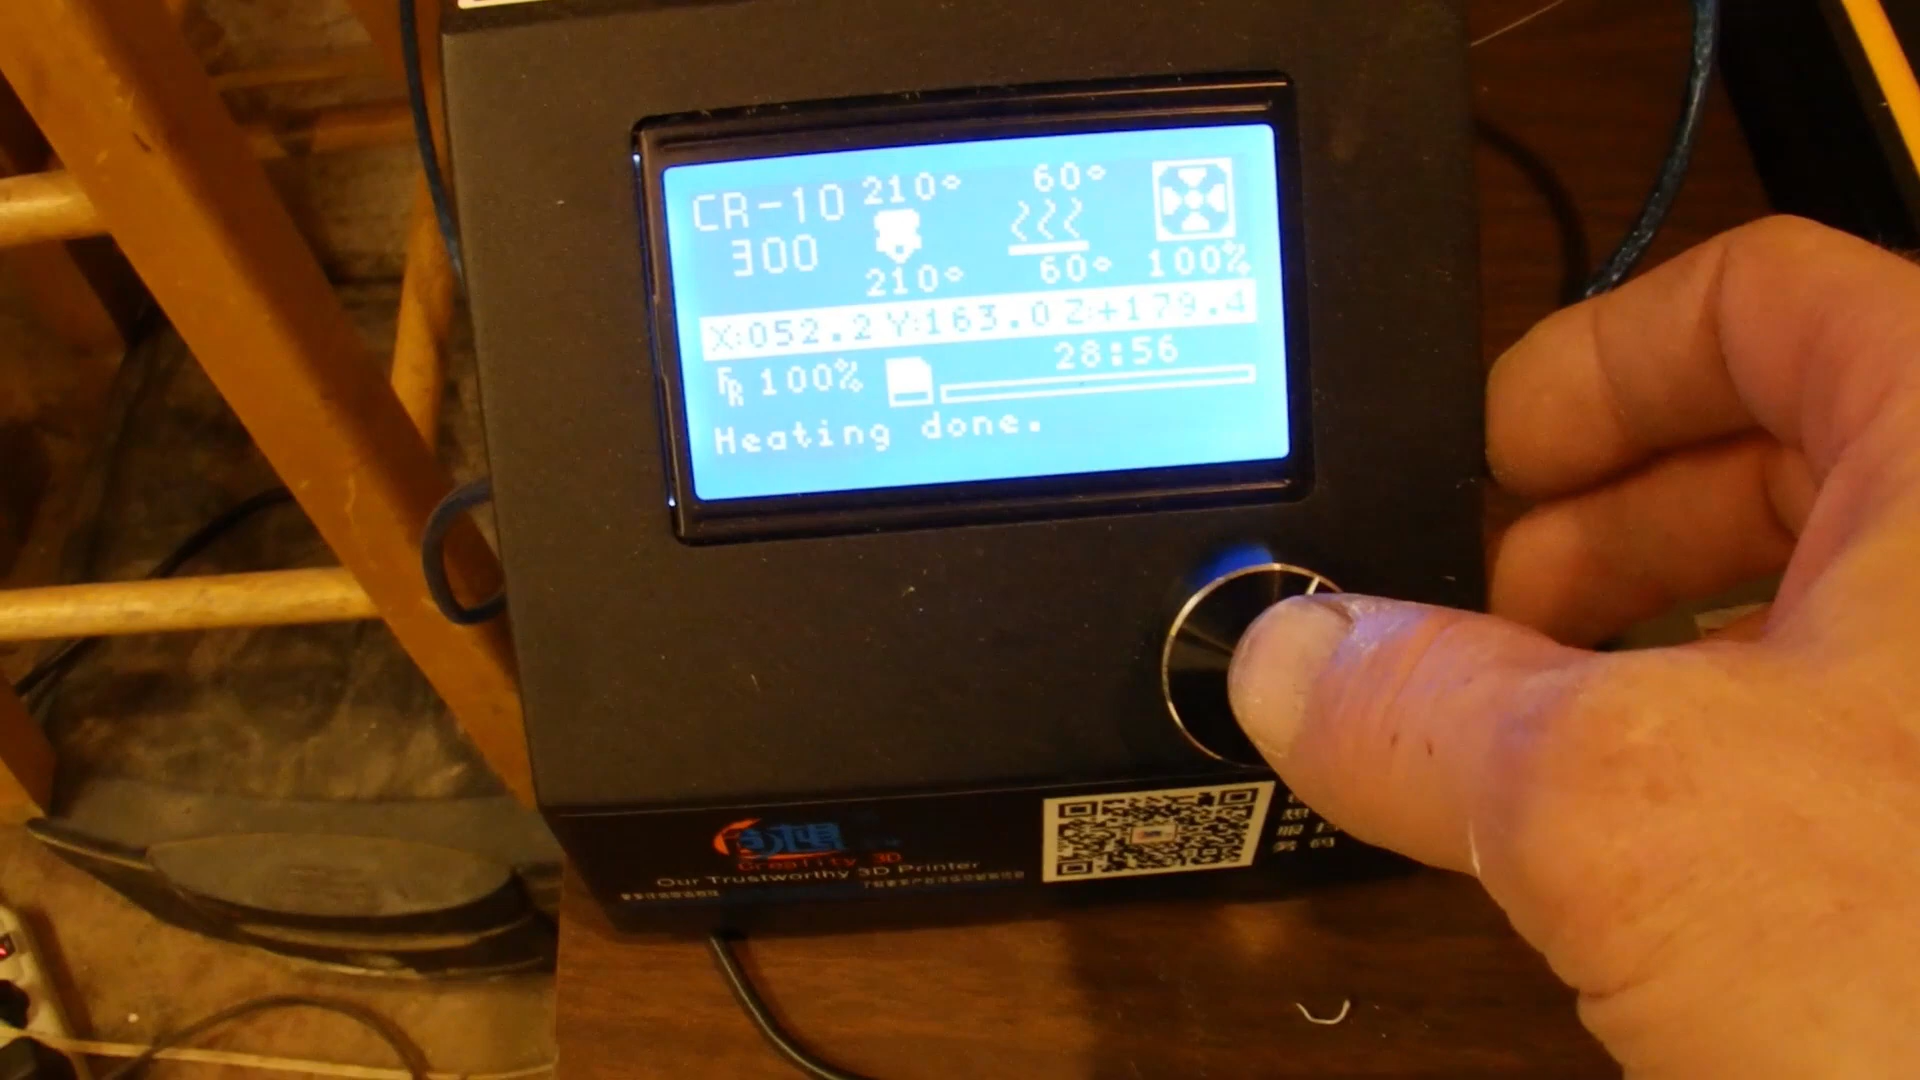 CR-10 210° 60°
300
210° 60° 100%
X:052.2 Y:163.0 Z:+179.4
FR 100% 28:56
Heating done.
Creality 3D
Our Trustworthy 3D Printer